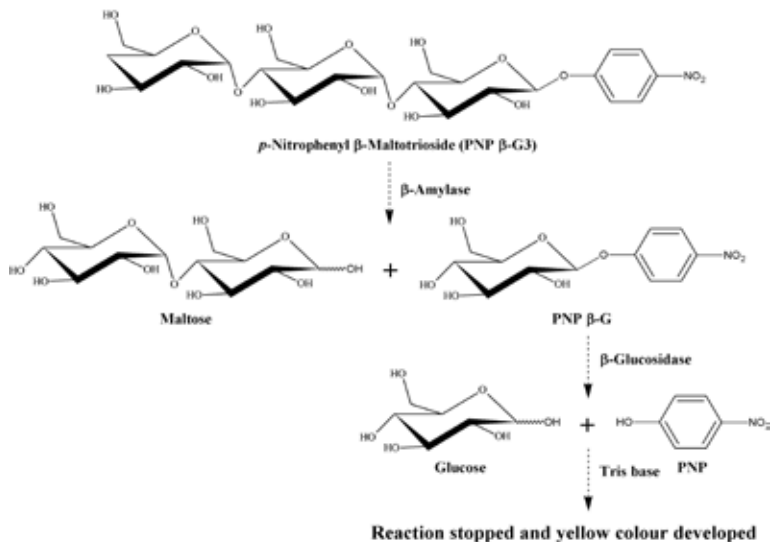 HO
O
HO
O
HO
O
OH
HO
O
OH
HO
O
OH
HO
O
NO₂
p-Nitrophenyl β-Maltotrioside (PNP β-G3)
β-Amylase
HO
O
HO
O
HO
HO
OH
O
HO
OH
OH
+
HO
O
HO
HO
OH
O
NO₂
Maltose
PNP β-G
β-Glucosidase
HO
O
HO
HO
OH
OH
+
HO
NO₂
Glucose
PNP
Tris base
Reaction stopped and yellow colour developed